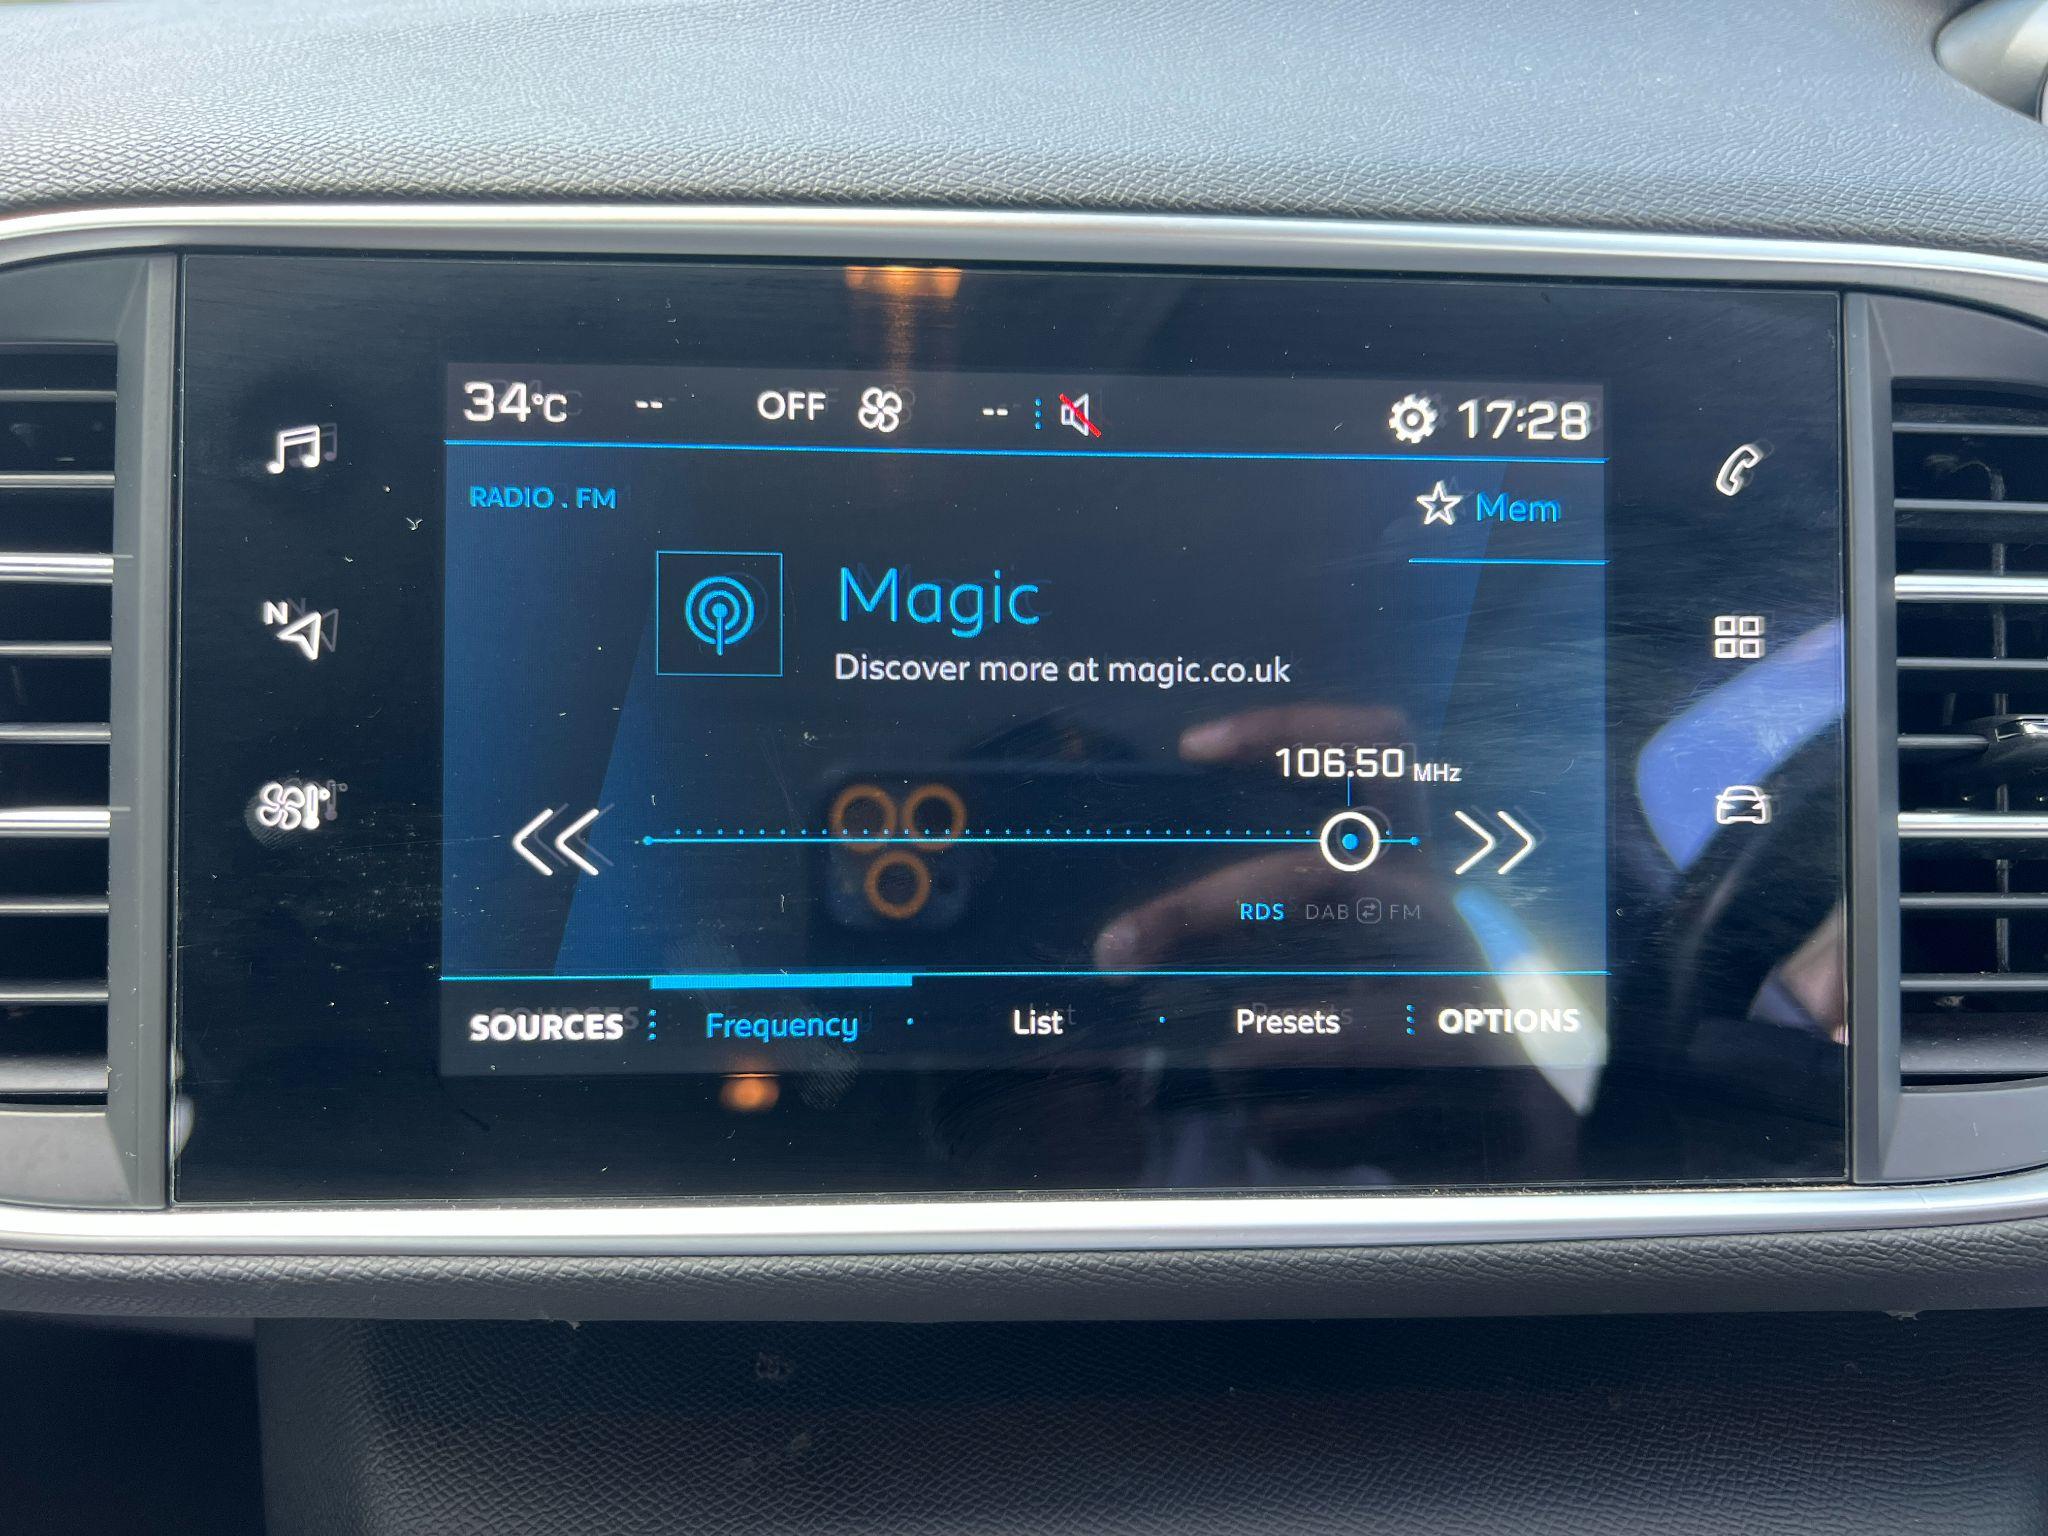 34°C -- OFF -- 17:28
RADIO . FM
Mem
Magic
Discover more at magic.co.uk
N
106.50 MHz
RDS DAB FM
SOURCES Frequency List Presets OPTIONS